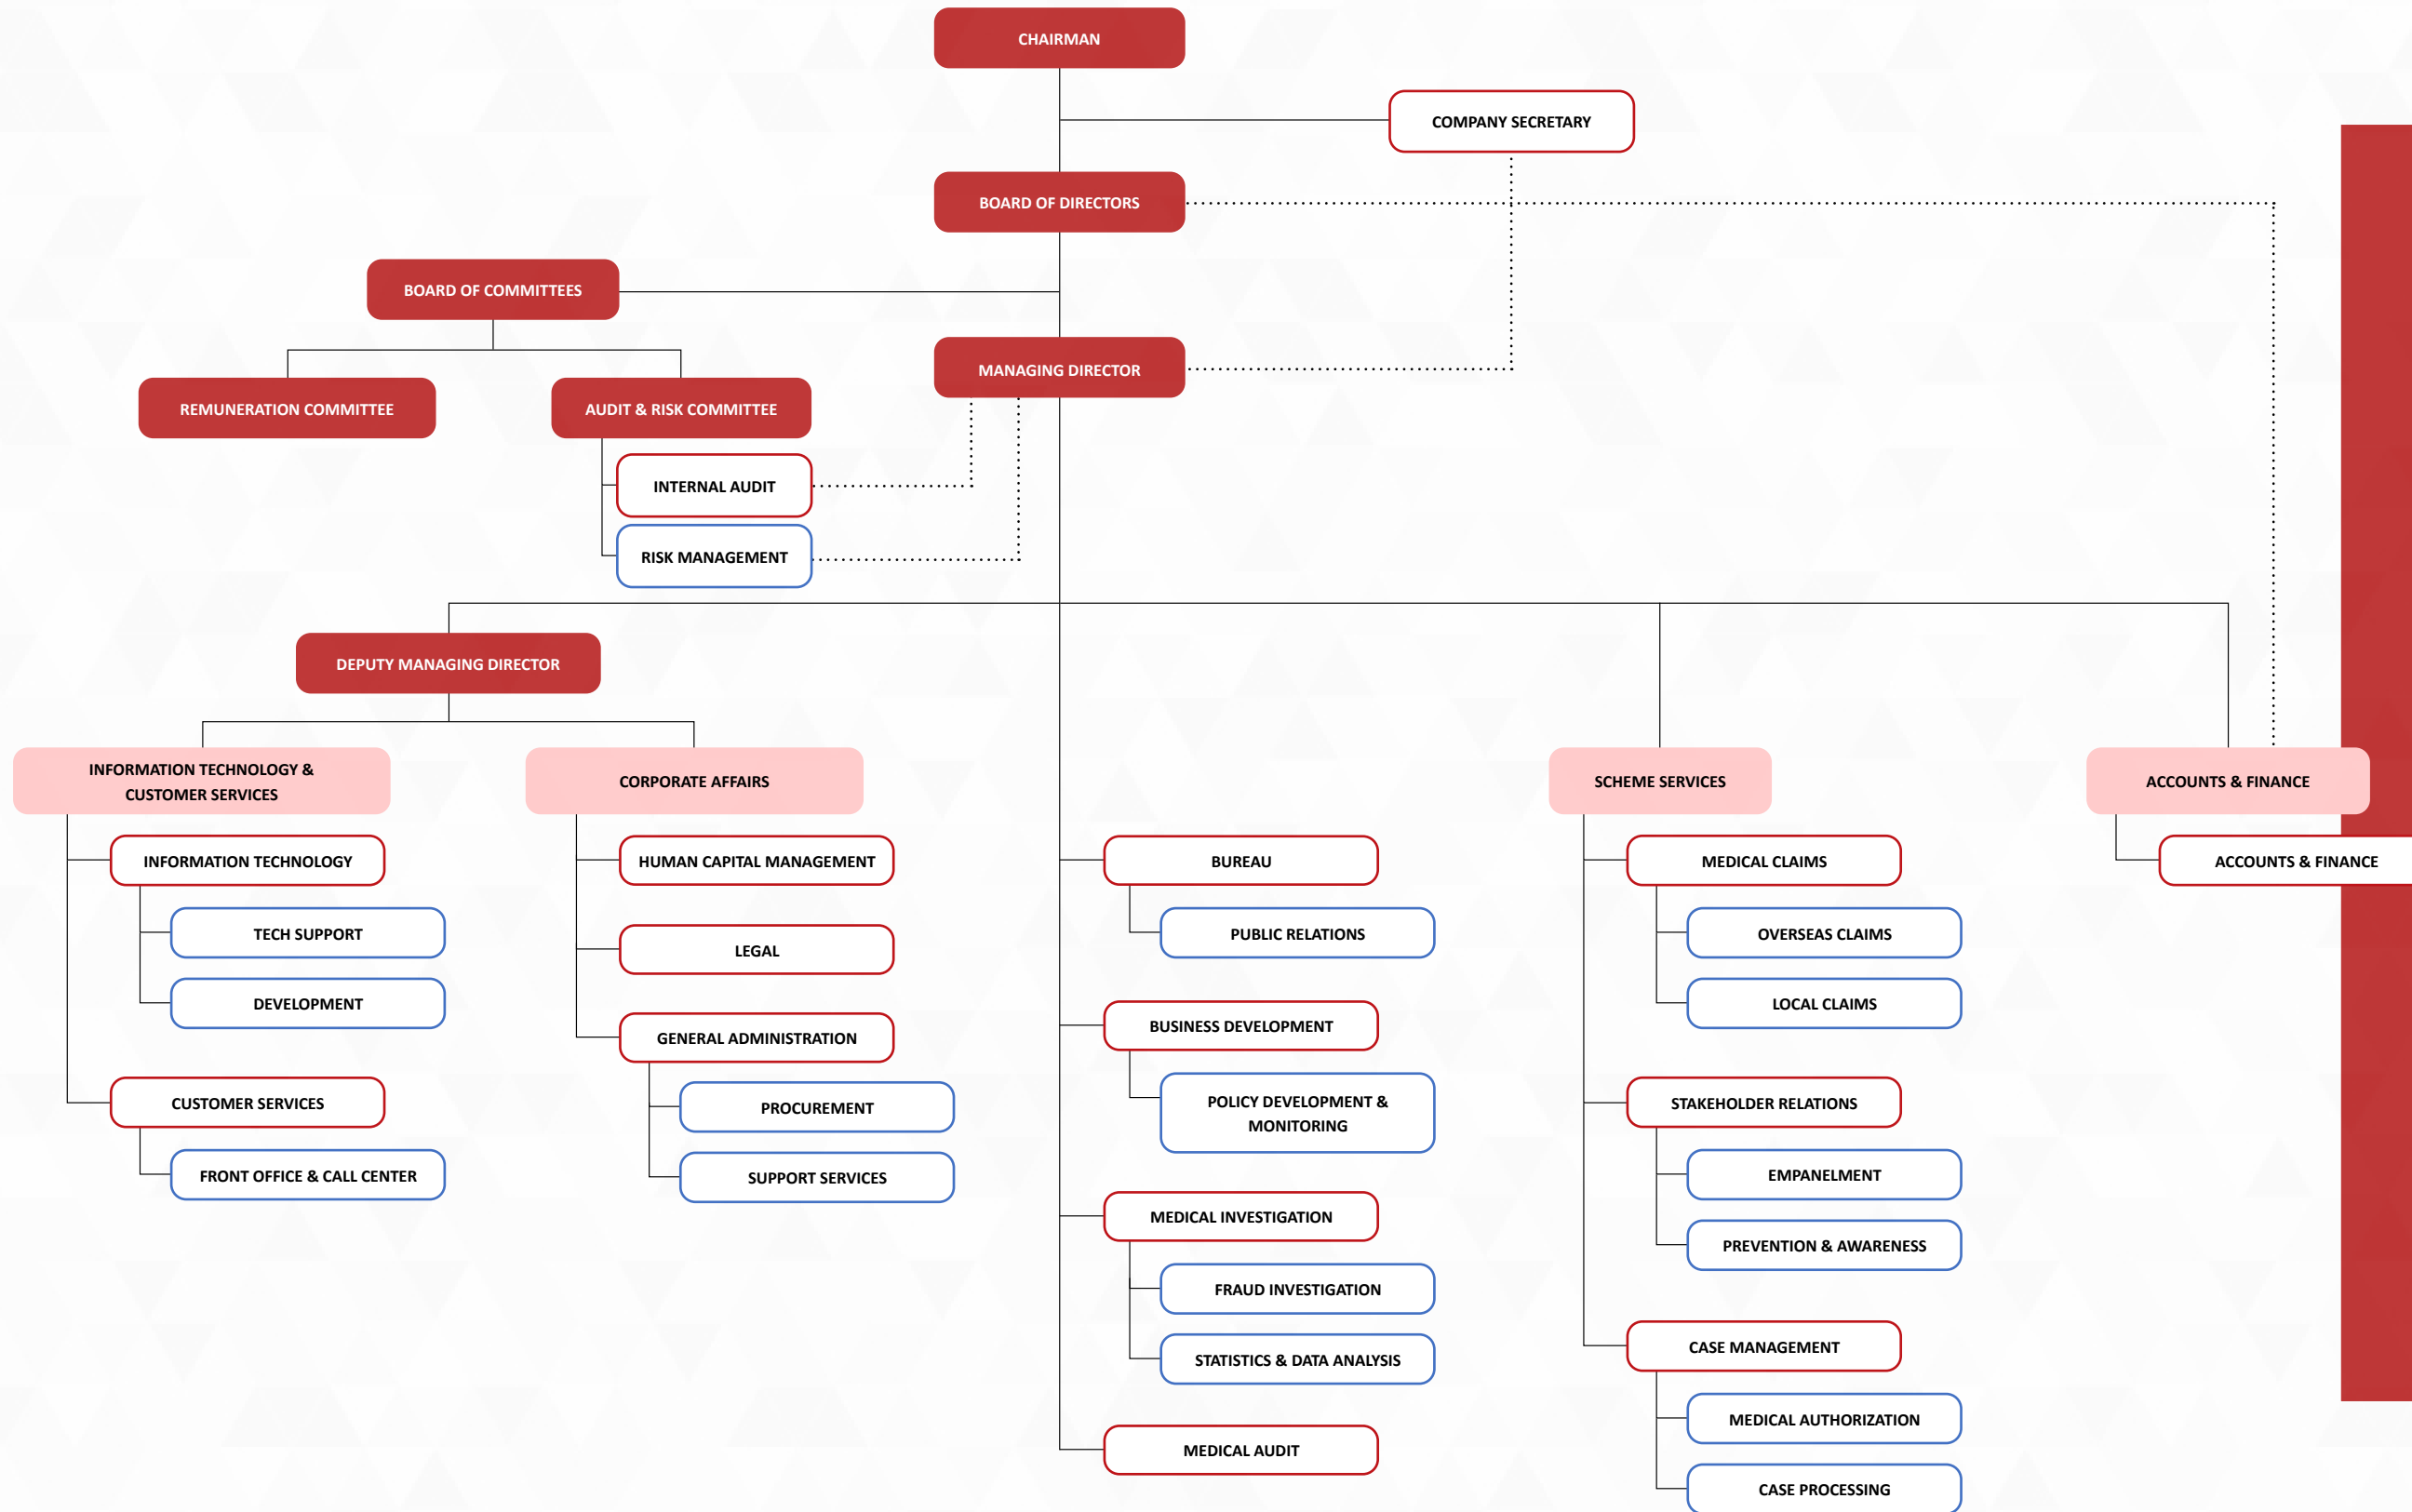 CHAIRMAN
COMPANY SECRETARY
BOARD OF DIRECTORS
BOARD OF COMMITTEES
MANAGING DIRECTOR
REMUNERATION COMMITTEE
AUDIT & RISK COMMITTEE
INTERNAL AUDIT
RISK MANAGEMENT
DEPUTY MANAGING DIRECTOR
INFORMATION TECHNOLOGY &
CUSTOMER SERVICES
INFORMATION TECHNOLOGY
TECH SUPPORT
DEVELOPMENT
CUSTOMER SERVICES
FRONT OFFICE & CALL CENTER
CORPORATE AFFAIRS
HUMAN CAPITAL MANAGEMENT
LEGAL
GENERAL ADMINISTRATION
PROCUREMENT
SUPPORT SERVICES
BUREAU
PUBLIC RELATIONS
BUSINESS DEVELOPMENT
POLICY DEVELOPMENT &
MONITORING
MEDICAL INVESTIGATION
FRAUD INVESTIGATION
STATISTICS & DATA ANALYSIS
MEDICAL AUDIT
SCHEME SERVICES
MEDICAL CLAIMS
OVERSEAS CLAIMS
LOCAL CLAIMS
STAKEHOLDER RELATIONS
EMPANELMENT
PREVENTION & AWARENESS
CASE MANAGEMENT
MEDICAL AUTHORIZATION
CASE PROCESSING
ACCOUNTS & FINANCE
ACCOUNTS & FINANCE